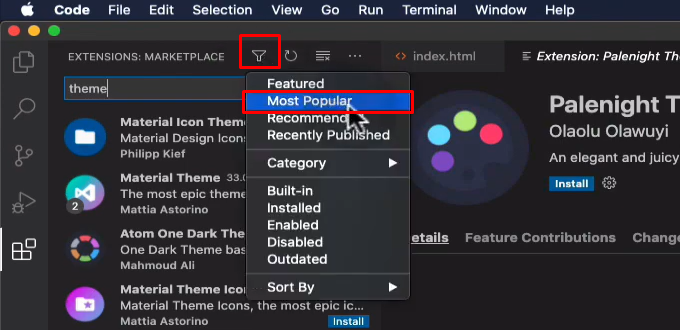 Code File Edit Selection View Go Run Terminal Window Help
EXTENSIONS: MARKETPLACE
index.html
Extension: Palenight Th
theme
Featured
Most Popular
Recommen
Recently Published
Category
Built-in
Installed
Enabled
Disabled
Outdated
Sort By
Material Icon Theme
Material Design Icons
Philipp Kief
Material Theme 33.0
The most epic theme
Mattia Astorino
2
Atom One Dark Theme
One Dark Theme bas
Mahmoud Ali
Material Theme Icons
Material Theme Icons, the most epic ic...
Mattia Astorino
Install
Palenight Them
Olaolu Olawuyi
An elegant and juicy
Install
etails Feature Contributions Change